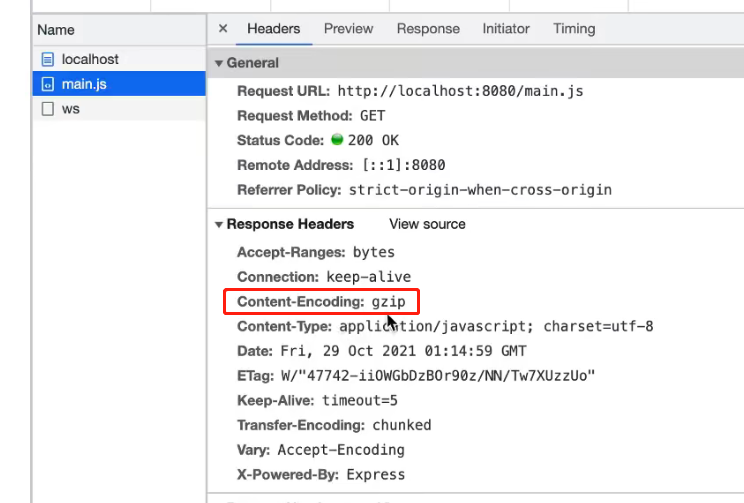 Name
× Headers Preview Response Initiator Timing
localhost
main.js
ws
▼ General
Request URL: http://localhost:8080/main.js
Request Method: GET
Status Code: 200 OK
Remote Address: [::1]:8080
Referrer Policy: strict-origin-when-cross-origin
▼ Response Headers View source
Accept-Ranges: bytes
Connection: keep-alive
Content-Encoding: gzip
Content-Type: application/javascript; charset=utf-8
Date: Fri, 29 Oct 2021 01:14:59 GMT
ETag: W/"47742-iiOWGbDzBOr90z/NN/Tw7XUzzUo"
Keep-Alive: timeout=5
Transfer-Encoding: chunked
Vary: Accept-Encoding
X-Powered-By: Express